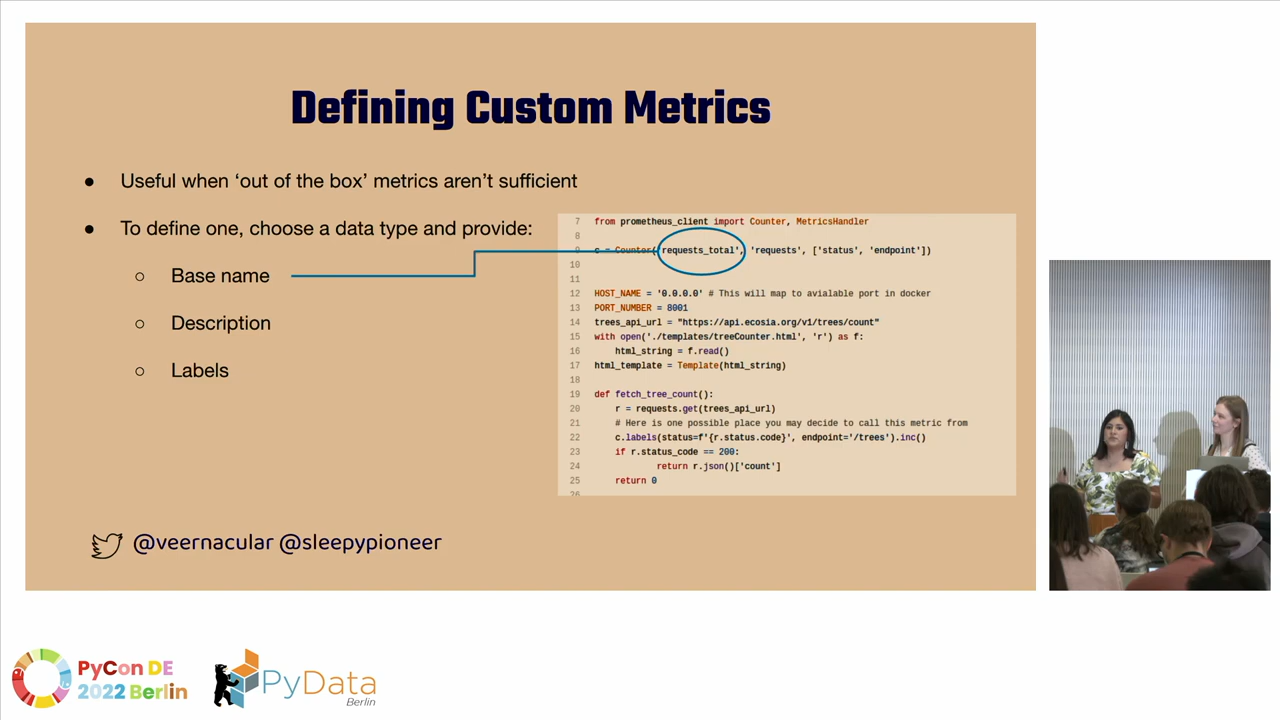 Defining Custom Metrics
● Useful when ‘out of the box’ metrics aren’t sufficient
● To define one, choose a data type and provide:
○ Base name
○ Description
○ Labels
7 from prometheus_client import Counter, MetricsHandler
8
9 c = Counter('requests_total', 'requests', ['status', 'endpoint'])
10
11
12 HOST_NAME = '0.0.0.0' # This will map to avialable port in docker
13 PORT_NUMBER = 8001
14 trees_api_url = "https://api.ecosia.org/v1/trees/count"
15 with open('./templates/treeCounter.html', 'r') as f:
16 html_string = f.read()
17 html_template = Template(html_string)
18
19 def fetch_tree_count():
20 r = requests.get(trees_api_url)
21 # Here is one possible place you may decide to call this metric from
22 c.labels(status=f'{r.status.code}', endpoint='/trees').inc()
23 if r.status_code == 200:
24 return r.json()['count']
25 return 0
26
@veernacular @sleepypioneer
PyCon DE
2022 Berlin
PyData
Berlin